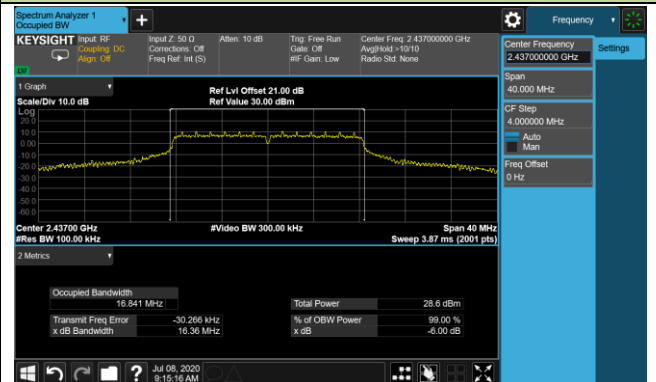 Spectrum Analyzer 1
Occupied BW
+
Frequency
KEYSIGHT
Input: RF
Coupling: DC
Align: Off
Input Z: 50 Ω
Corrections: Off
Freq Ref: Int (S)
Atten: 10 dB
Trig: Free Run
Gate: Off
#IF Gain: Low
Center Freq: 2.437000000 GHz
Avg|Hold:>10/10
Radio Std: None
Center Frequency
2.437000000 GHz
Settings
Span
40.000 MHz
CF Step
4.000000 MHz
Auto
Man
Freq Offset
0 Hz
1 Graph
Scale/Div 10.0 dB
Ref Lvl Offset 21.00 dB
Ref Value 30.00 dBm
Log
20.0
10.0
0.00
-10.0
-20.0
-30.0
-40.0
-50.0
-60.0
Center 2.43700 GHz
#Res BW 100.00 kHz
#Video BW 300.00 kHz
Span 40 MHz
Sweep 3.87 ms (2001 pts)
2 Metrics
Occupied Bandwidth
16.841 MHz
Total Power 28.6 dBm
Transmit Freq Error -30.266 kHz
% of OBW Power 99.00 %
x dB Bandwidth 16.36 MHz
x dB -6.00 dB
?
Jul 08, 2020
9:15:16 AM